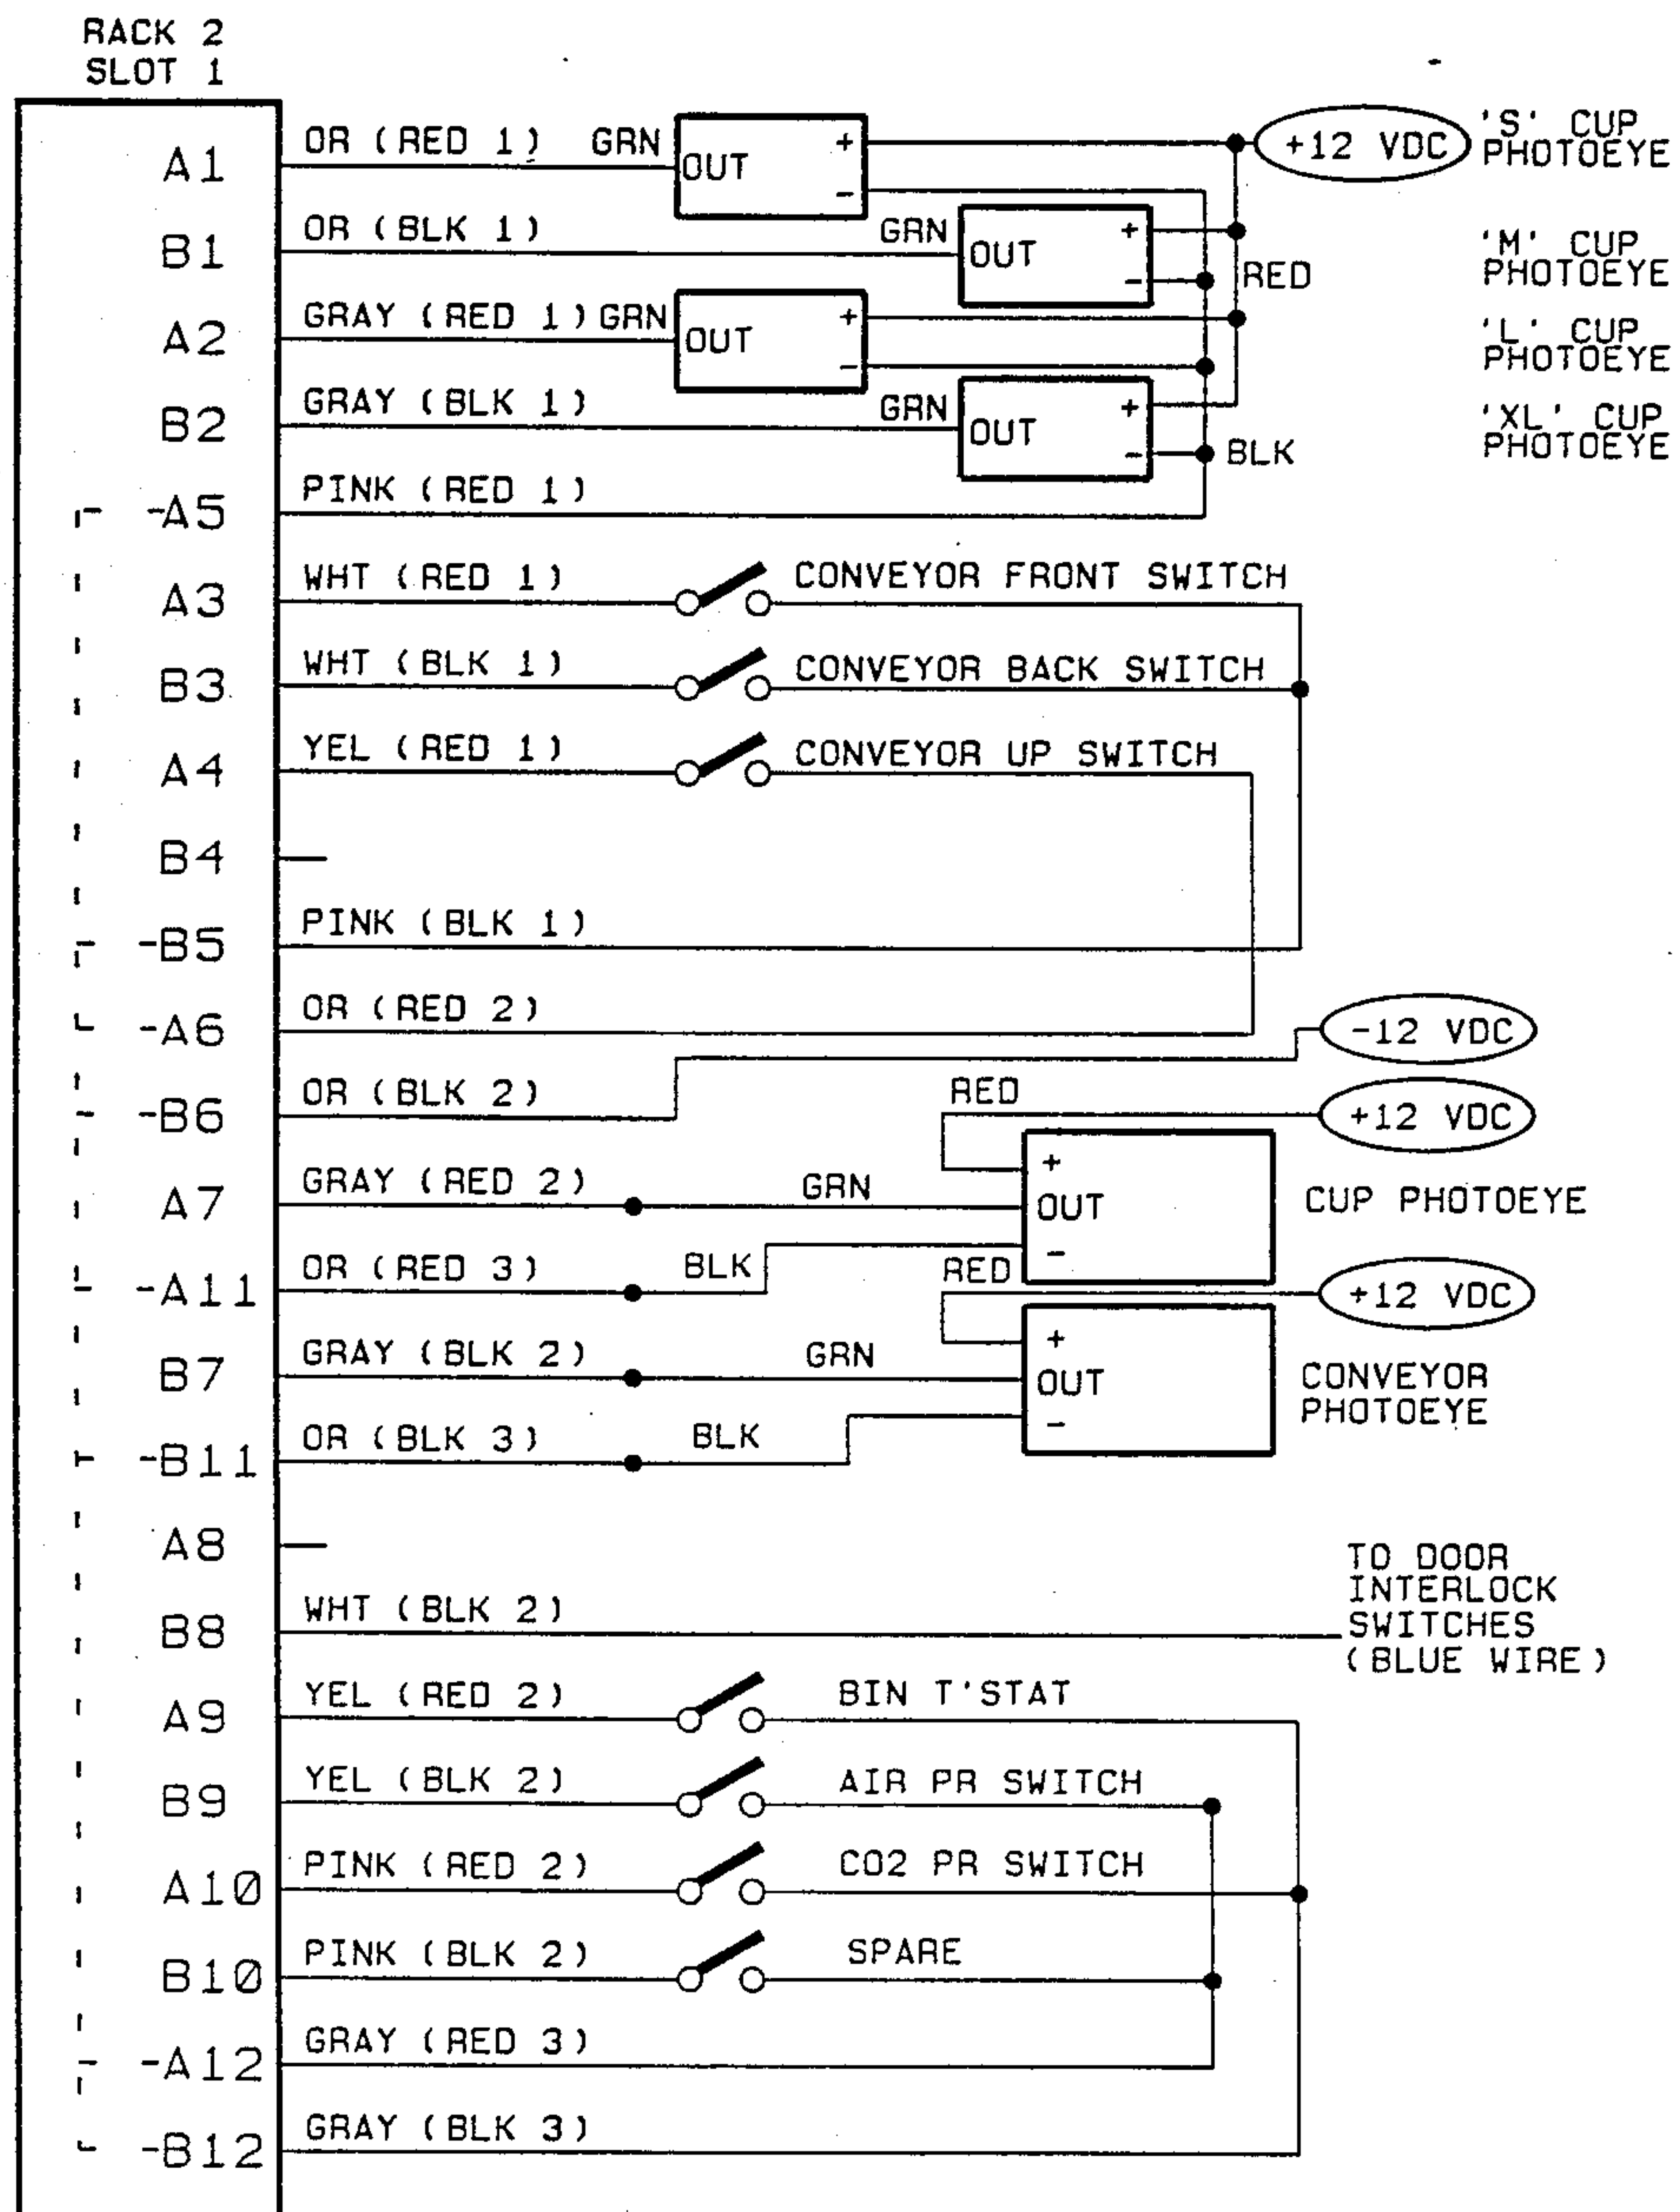 RACK 2
SLOT 1
A1 OR (RED 1) GRN OUT + - +12 VDC 'S' CUP
PHOTOEYE
B1 OR (BLK 1) GRN OUT + - RED 'M' CUP
PHOTOEYE
A2 GRAY (RED 1) GRN OUT + - 'L' CUP
PHOTOEYE
B2 GRAY (BLK 1) GRN OUT + - BLK 'XL' CUP
PHOTOEYE
-A5 PINK (RED 1)
A3 WHT (RED 1) CONVEYOR FRONT SWITCH
B3 WHT (BLK 1) CONVEYOR BACK SWITCH
A4 YEL (RED 1) CONVEYOR UP SWITCH
B4
-B5 PINK (BLK 1)
-A6 OR (RED 2) -12 VDC
-B6 OR (BLK 2) RED +12 VDC
+
A7 GRAY (RED 2) GRN OUT CUP PHOTOEYE
-
-A11 OR (RED 3) BLK RED +12 VDC
+
B7 GRAY (BLK 2) GRN OUT CONVEYOR
PHOTOEYE
-
-B11 OR (BLK 3) BLK
A8
TO DOOR
INTERLOCK
SWITCHES
(BLUE WIRE)
B8 WHT (BLK 2)
A9 YEL (RED 2) BIN T'STAT
B9 YEL (BLK 2) AIR PR SWITCH
A10 PINK (RED 2) CO2 PR SWITCH
B10 PINK (BLK 2) SPARE
-A12 GRAY (RED 3)
-B12 GRAY (BLK 3)